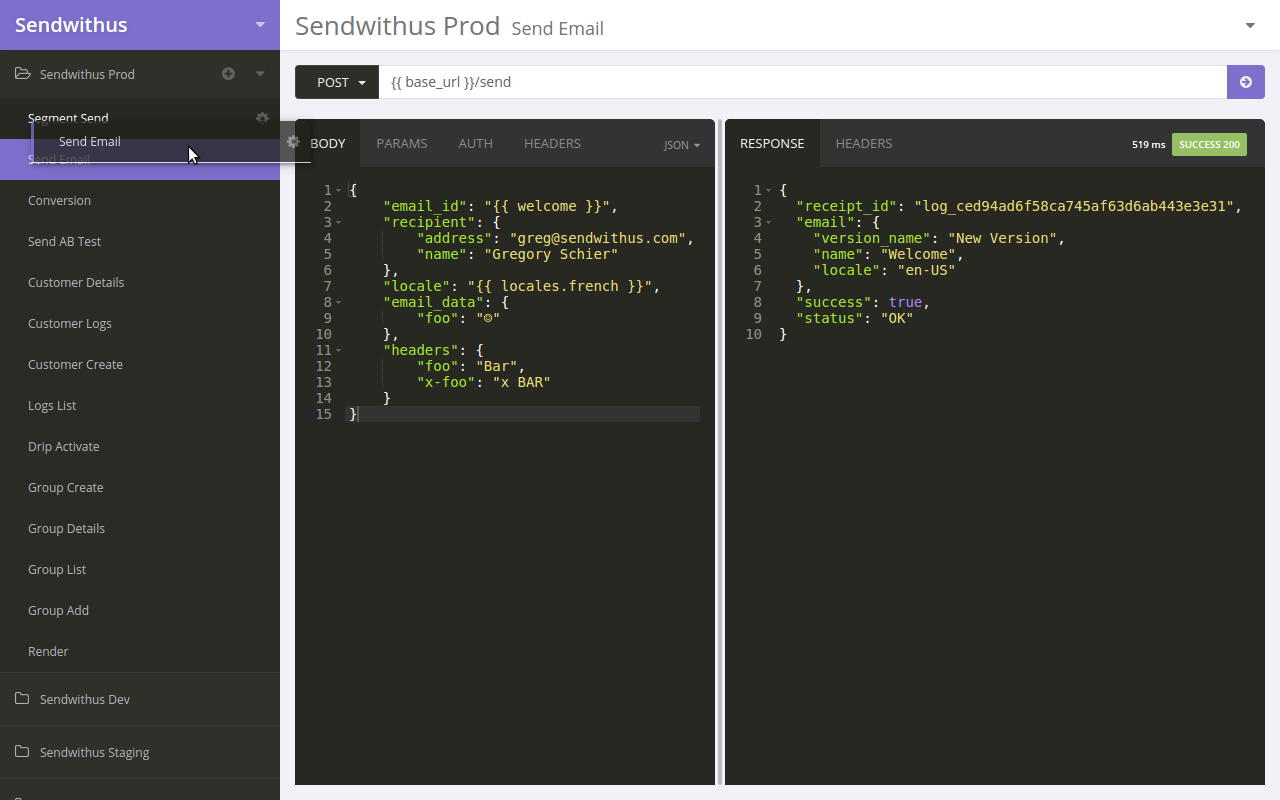 Sendwithus
Sendwithus Prod
Segment Send
Send Email
Send Email
Conversion
Send AB Test
Customer Details
Customer Logs
Customer Create
Logs List
Drip Activate
Group Create
Group Details
Group List
Group Add
Render
Sendwithus Dev
Sendwithus Staging
Sendwithus Prod Send Email
POST {{ base_url }}/send
BODY PARAMS AUTH HEADERS JSON
1 {
2 "email_id": "{{ welcome }}",
3 "recipient": {
4 "address": "greg@sendwithus.com",
5 "name": "Gregory Schier"
6 },
7 "locale": "{{ locales.french }}",
8 "email_data": {
9 "foo": "☺"
10 },
11 "headers": {
12 "foo": "Bar",
13 "x-foo": "x BAR"
14 }
15 }
RESPONSE HEADERS 519 ms SUCCESS 200
1 {
2 "receipt_id": "log_ced94ad6f58ca745af63d6ab443e3e31",
3 "email": {
4 "version_name": "New Version",
5 "name": "Welcome",
6 "locale": "en-US"
7 },
8 "success": true,
9 "status": "OK"
10 }